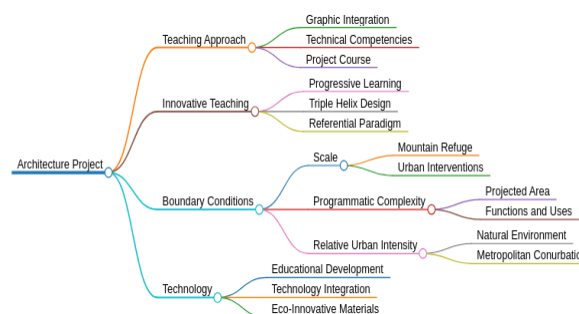 Graphic Integration
Teaching Approach
Technical Competencies
Project Course
Progressive Learning
Innovative Teaching
Triple Helix Design
Referential Paradigm
Mountain Refuge
Scale
Urban Interventions
Architecture Project
Projected Area
Boundary Conditions
Programmatic Complexity
Functions and Uses
Natural Environment
Relative Urban Intensity
Metropolitan Conurbatio
Educational Development
Technology
Technology Integration
Eco-Innovative Materials